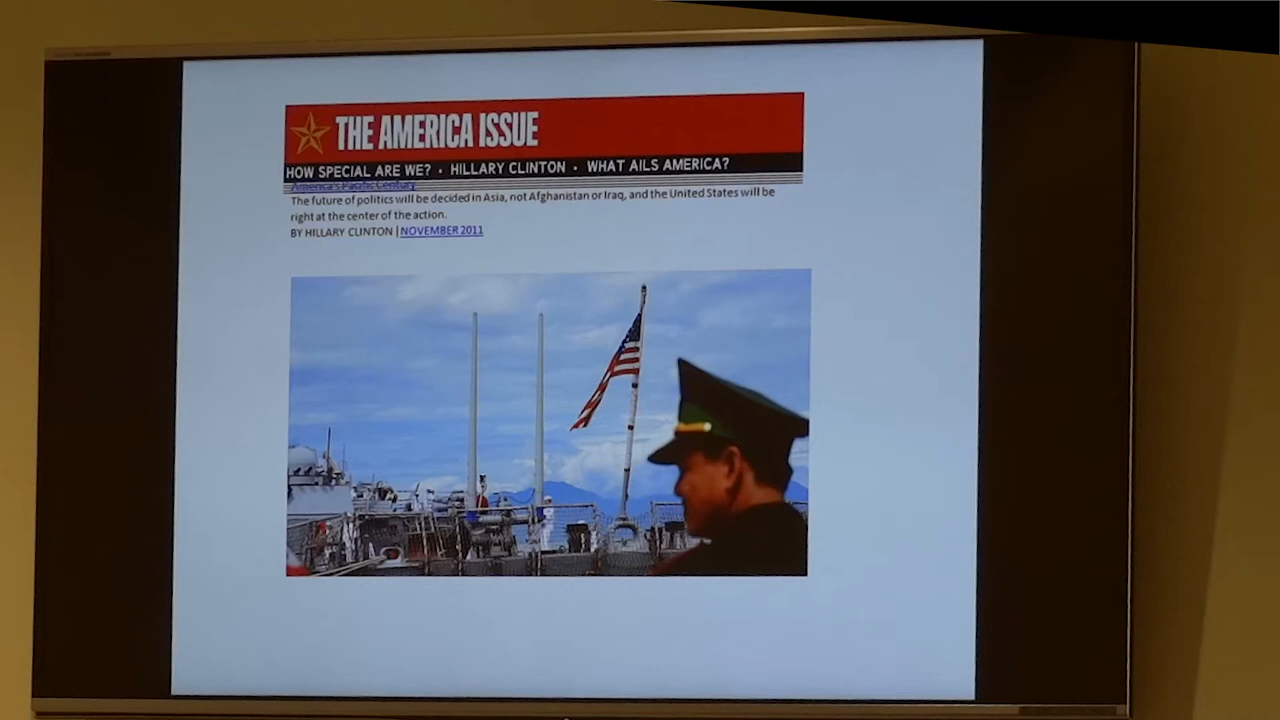 THE AMERICA ISSUE
HOW SPECIAL ARE WE? • HILLARY CLINTON • WHAT AILS AMERICA?
America's Pacific Century
The future of politics will be decided in Asia, not Afghanistan or Iraq, and the United States will be
right at the center of the action.
BY HILLARY CLINTON | NOVEMBER 2011